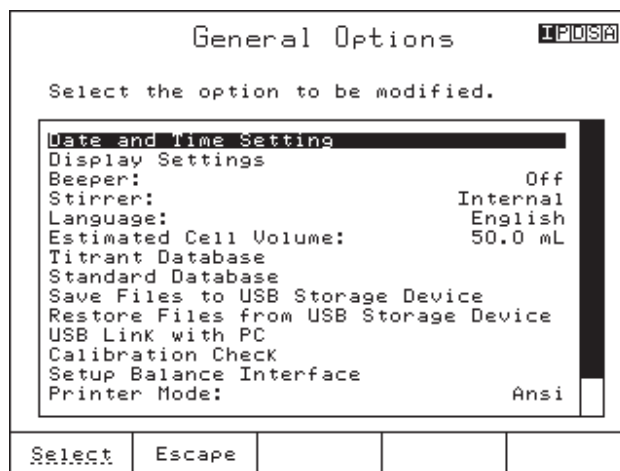 General Options
IPDSA
Select the option to be modified.
Date and Time Setting
Display Settings
Beeper: Off
Stirrer: Internal
Language: English
Estimated Cell Volume: 50.0 mL
Titrant Database
Standard Database
Save Files to USB Storage Device
Restore Files from USB Storage Device
USB Link with PC
Calibration Check
Setup Balance Interface
Printer Mode: Ansi
Select Escape